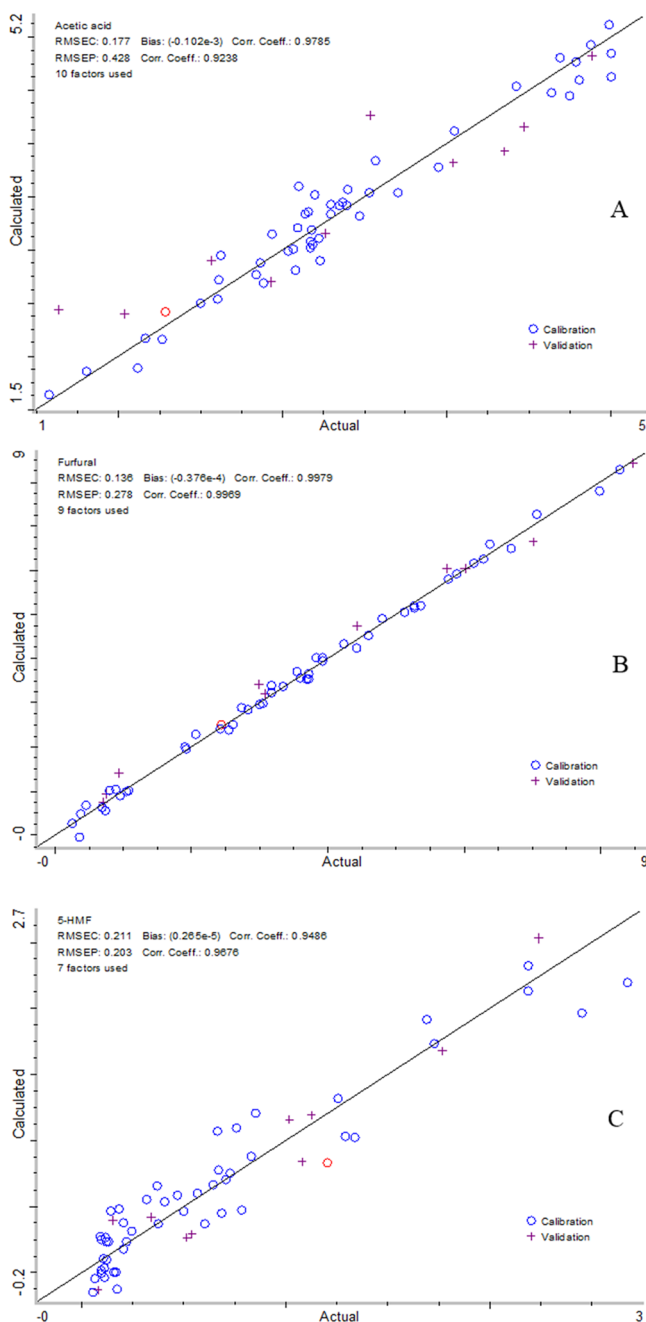 5.2
Acetic acid
RMSEC: 0.177 Bias: (-0.102e-3) Corr. Coeff.: 0.9785
RMSEP: 0.428 Corr. Coeff.: 0.9238
10 factors used
Calculated
A
Calibration
Validation
1.5
1
Actual
5
9
Furfural
RMSEC: 0.136 Bias: (-0.376e-4) Corr. Coeff.: 0.9979
RMSEP: 0.278 Corr. Coeff.: 0.9969
9 factors used
Calculated
B
Calibration
Validation
-0
-0
Actual
9
2.7
5-HMF
RMSEC: 0.211 Bias: (0.265e-5) Corr. Coeff.: 0.9486
RMSEP: 0.203 Corr. Coeff.: 0.9676
7 factors used
Calculated
C
Calibration
Validation
-0.2
-0
Actual
3